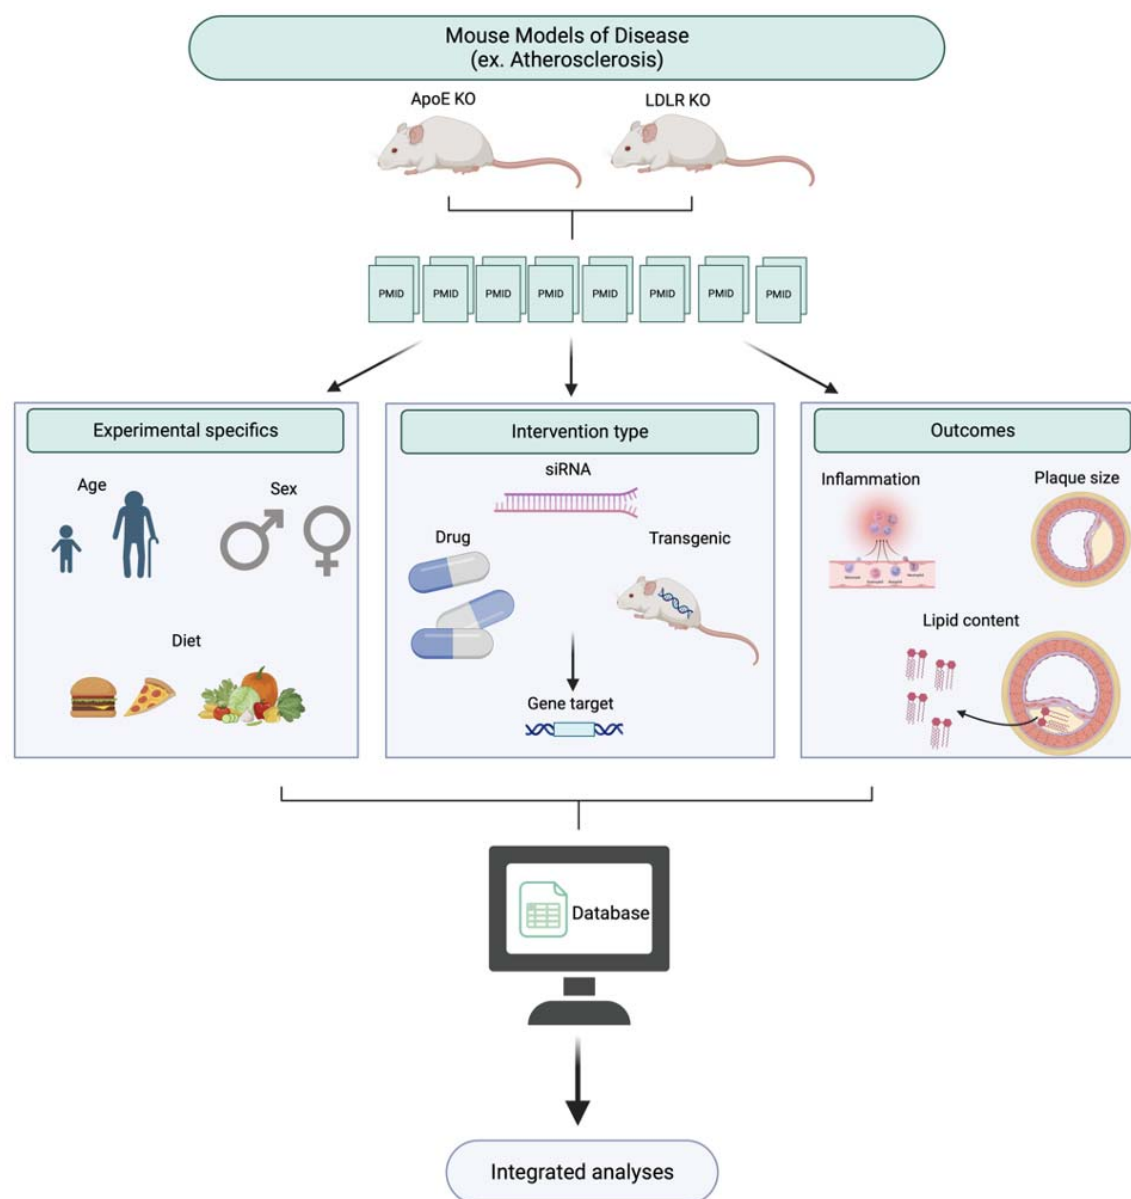 Mouse Models of Disease
(ex. Atherosclerosis)
ApoE KO
LDLR KO
PMID
PMID
PMID
PMID
PMID
PMID
PMID
PMID
Experimental specifics
Age
Sex
Diet
Intervention type
siRNA
Drug
Transgenic
Gene target
Outcomes
Inflammation
Plaque size
Lipid content
Database
Integrated analyses